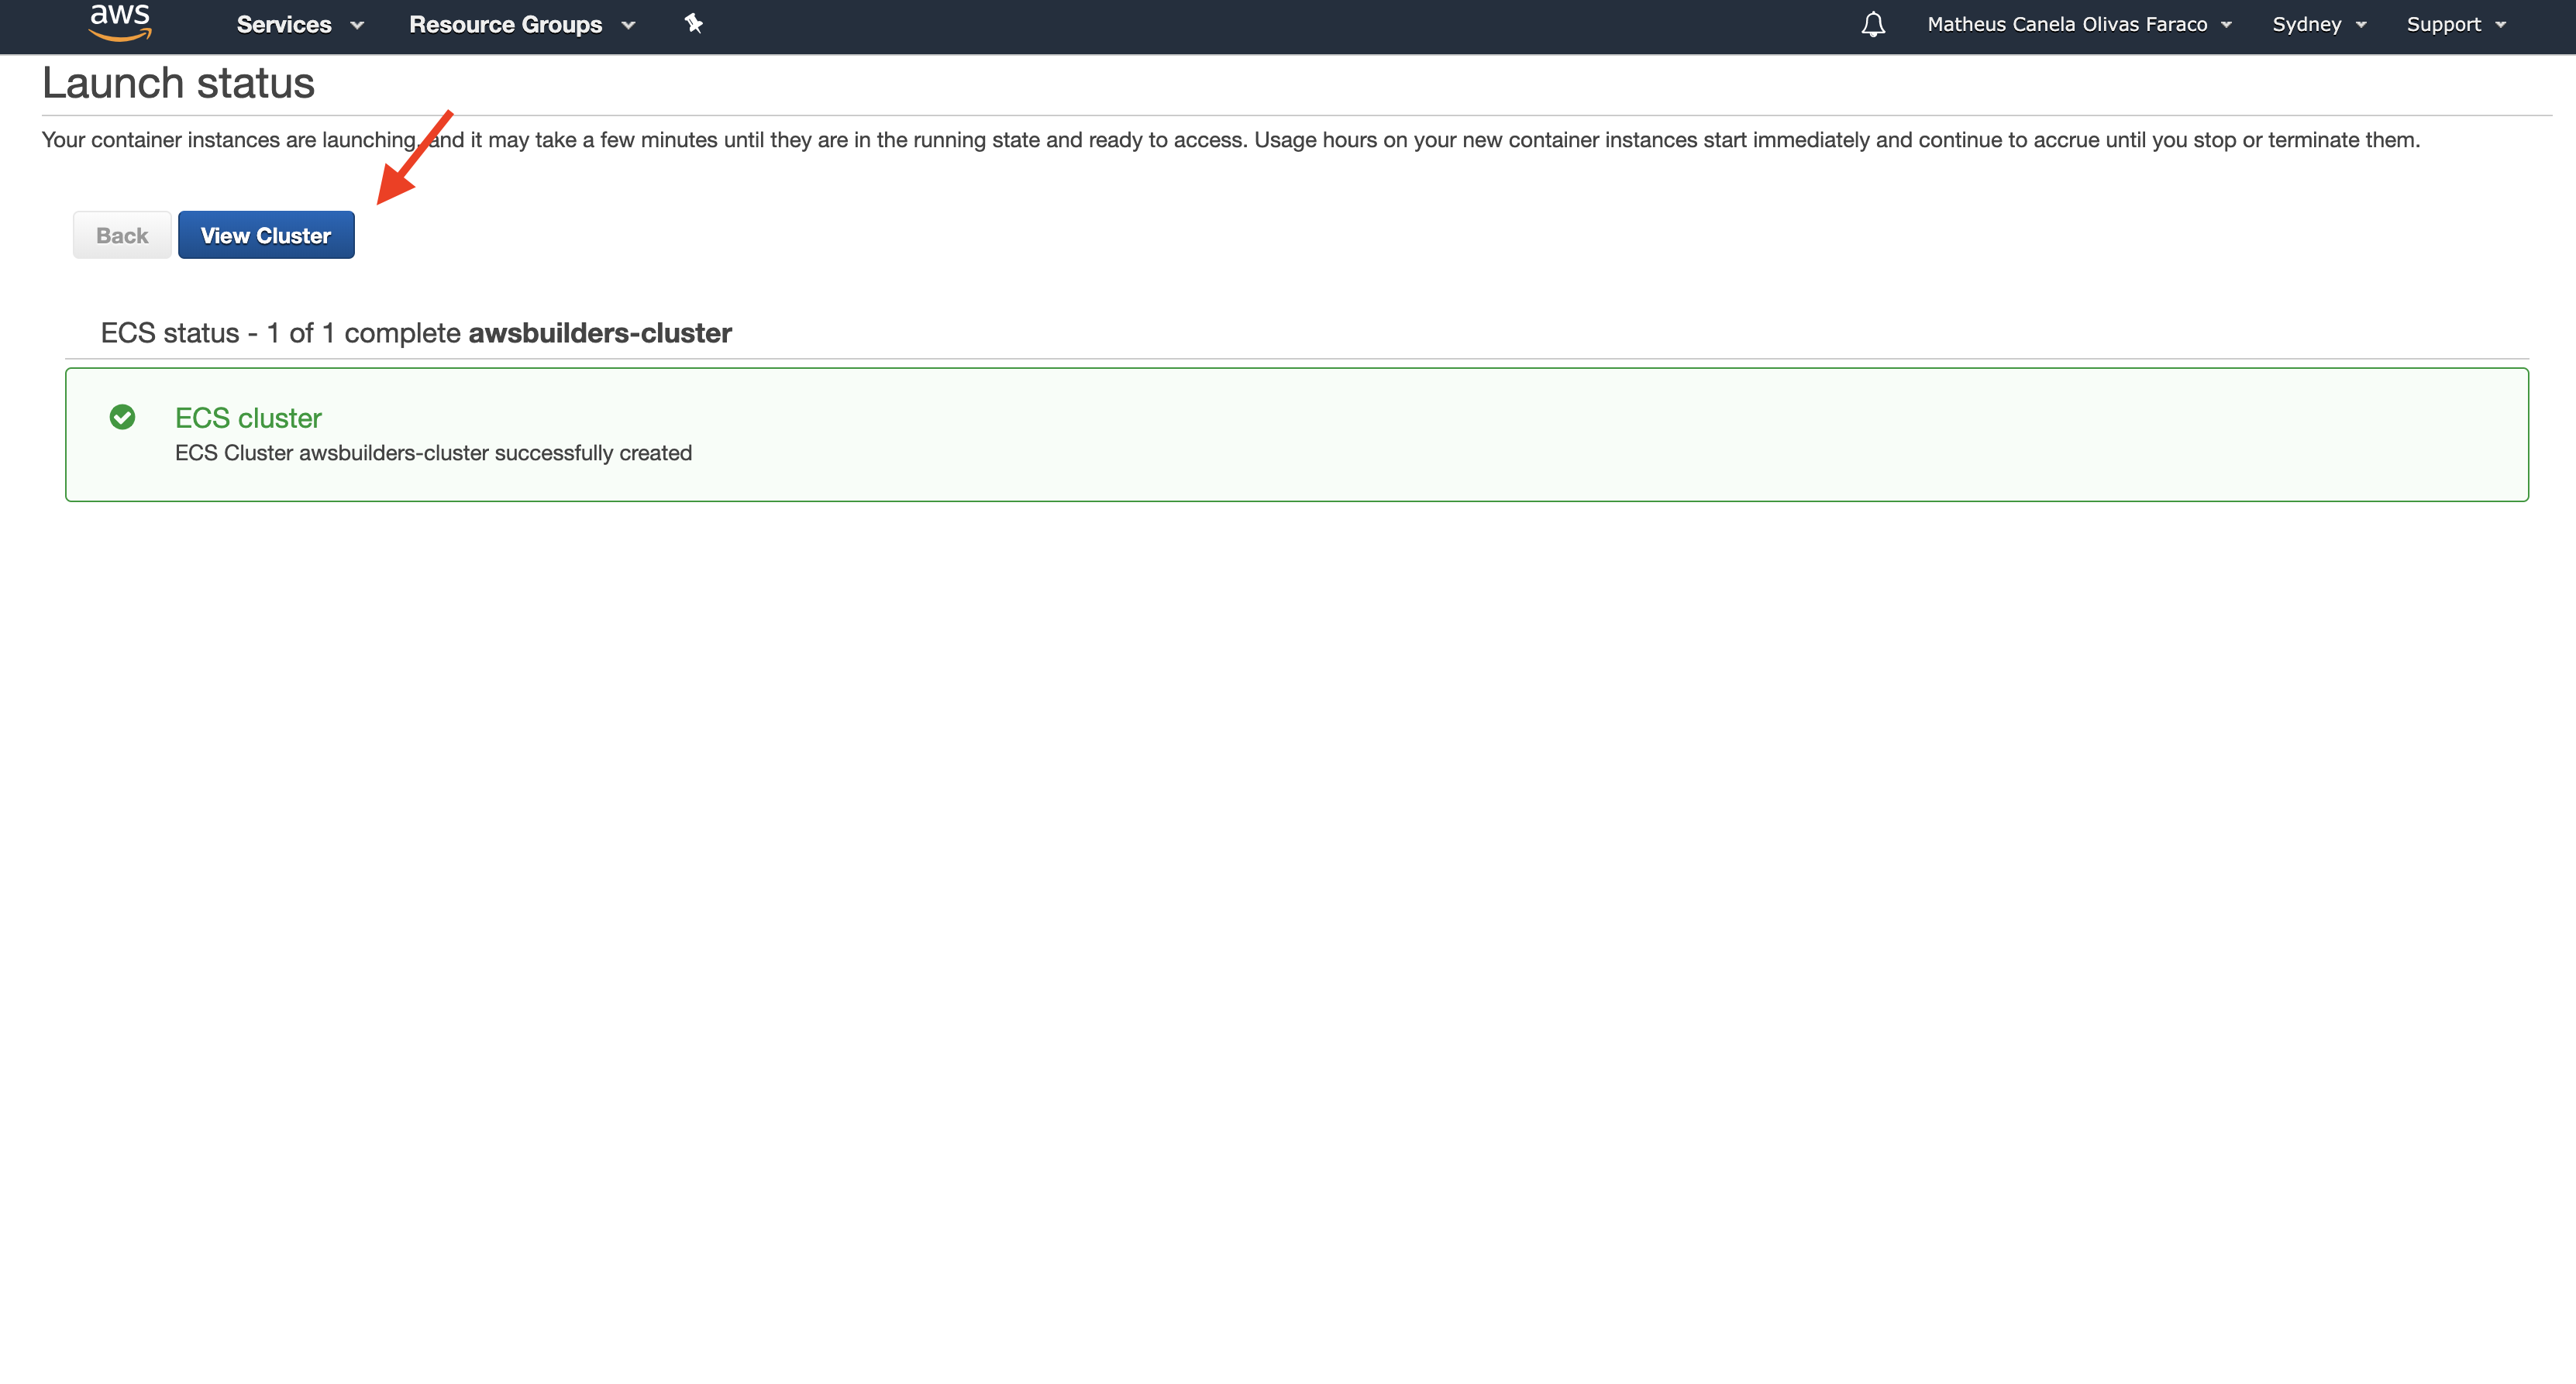 aws Services Resource Groups Matheus Canela Olivas Faraco Sydney Support
Launch status
Your container instances are launching, and it may take a few minutes until they are in the running state and ready to access. Usage hours on your new container instances start immediately and continue to accrue until you stop or terminate them.
Back View Cluster
ECS status - 1 of 1 complete awsbuilders-cluster
ECS cluster
ECS Cluster awsbuilders-cluster successfully created